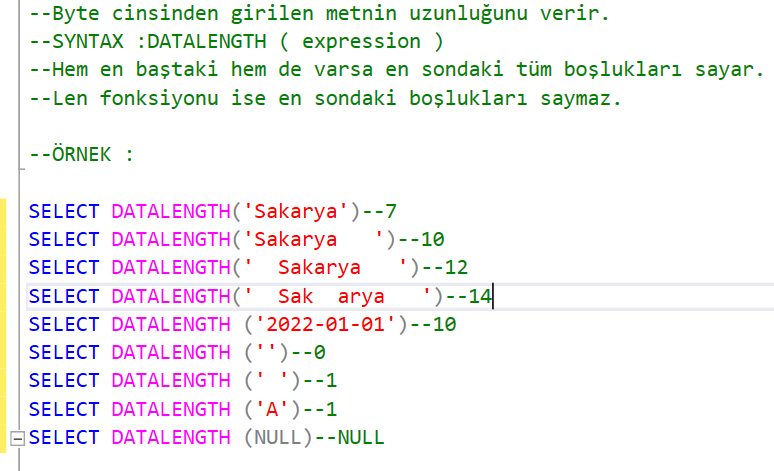 --Byte cinsinden girilen metnin uzunluğunu verir.
--SYNTAX :DATALENGTH ( expression )
--Hem en baştaki hem de varsa en sondaki tüm boşlukları sayar.
--Len fonksiyonu ise en sondaki boşlukları saymaz.
--ÖRNEK :
SELECT DATALENGTH('Sakarya')--7
SELECT DATALENGTH('Sakarya   ')--10
SELECT DATALENGTH('  Sakarya   ')--12
SELECT DATALENGTH('  Sak  arya   ')--14
SELECT DATALENGTH ('2022-01-01')--10
SELECT DATALENGTH ('')--0
SELECT DATALENGTH (' ')--1
SELECT DATALENGTH ('A')--1
SELECT DATALENGTH (NULL)--NULL